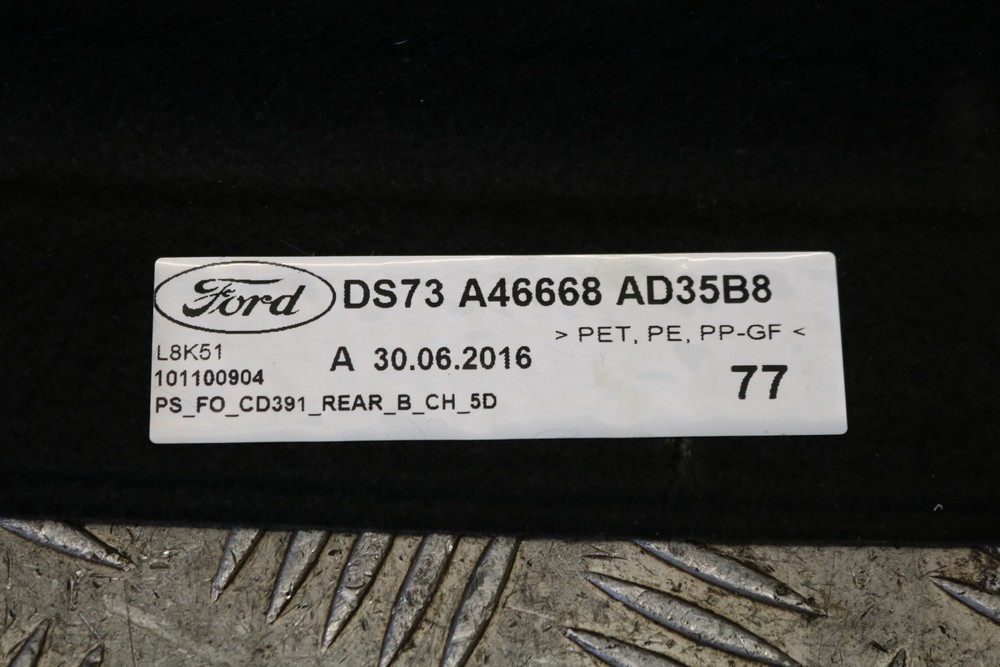 Ford DS73 A46668 AD35B8
> PET, PE, PP-GF <
L8K51
A 30.06.2016
101100904
77
PS_FO_CD391_REAR_B_CH_5D